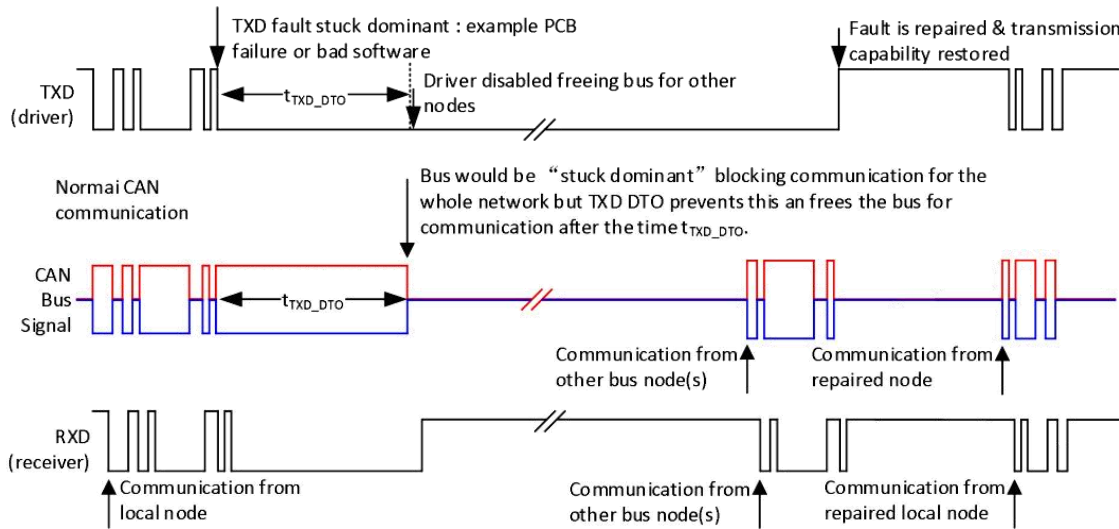 TXD fault stuck dominant : example PCB
failure or bad software
Fault is repaired & transmission
capability restored
TXD
(driver)
tTXD_DTO
Driver disabled freeing bus for other
nodes
Normai CAN
communication
Bus would be “stuck dominant” blocking communication for the
whole network but TXD DTO prevents this an frees the bus for
communication after the time tTXD_DTO.
CAN
Bus
Signal
tTXD_DTO
Communication from
other bus node(s)
Communication from
repaired node
RXD
(receiver)
Communication from
local node
Communication from
other bus node(s)
Communication from
repaired local node